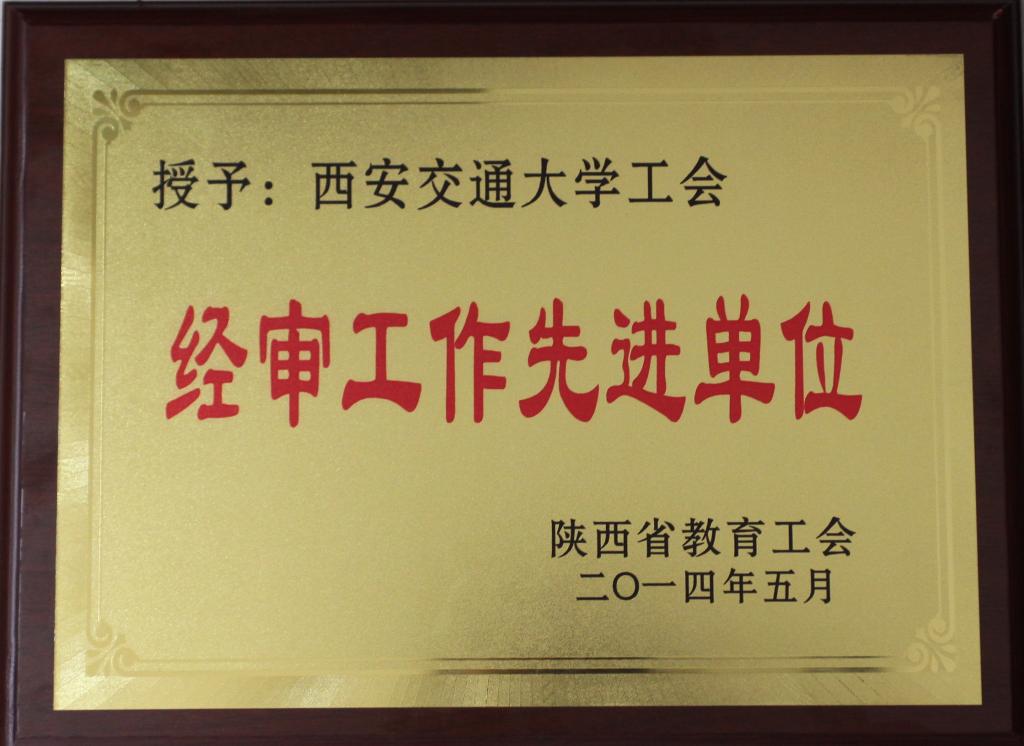 授予：西安交通大学工会
经审工作先进单位
陕西省教育工会
二〇一四年五月